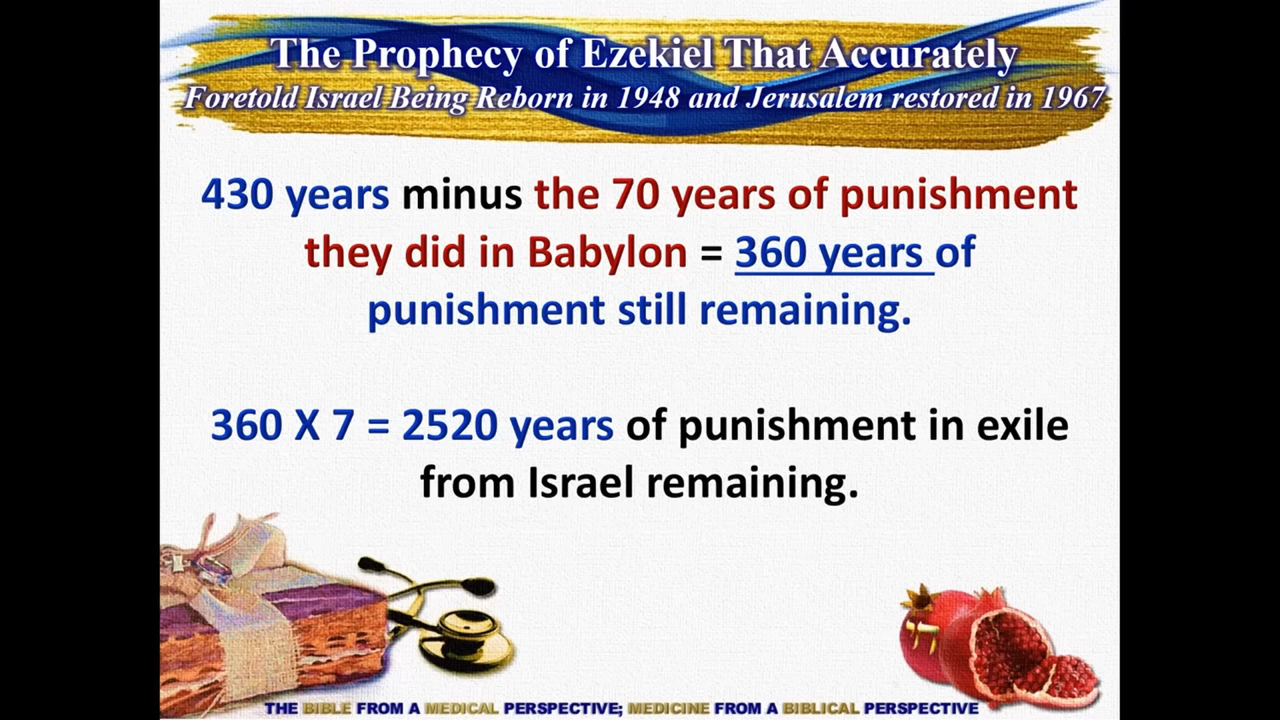 The Prophecy of Ezekiel That Accurately
Foretold Israel Being Reborn in 1948 and Jerusalem restored in 1967
430 years minus the 70 years of punishment
they did in Babylon = 360 years of
punishment still remaining.
360 X 7 = 2520 years of punishment in exile
from Israel remaining.
חי
THE BIBLE FROM A MEDICAL PERSPECTIVE; MEDICINE FROM A BIBLICAL PERSPECTIVE